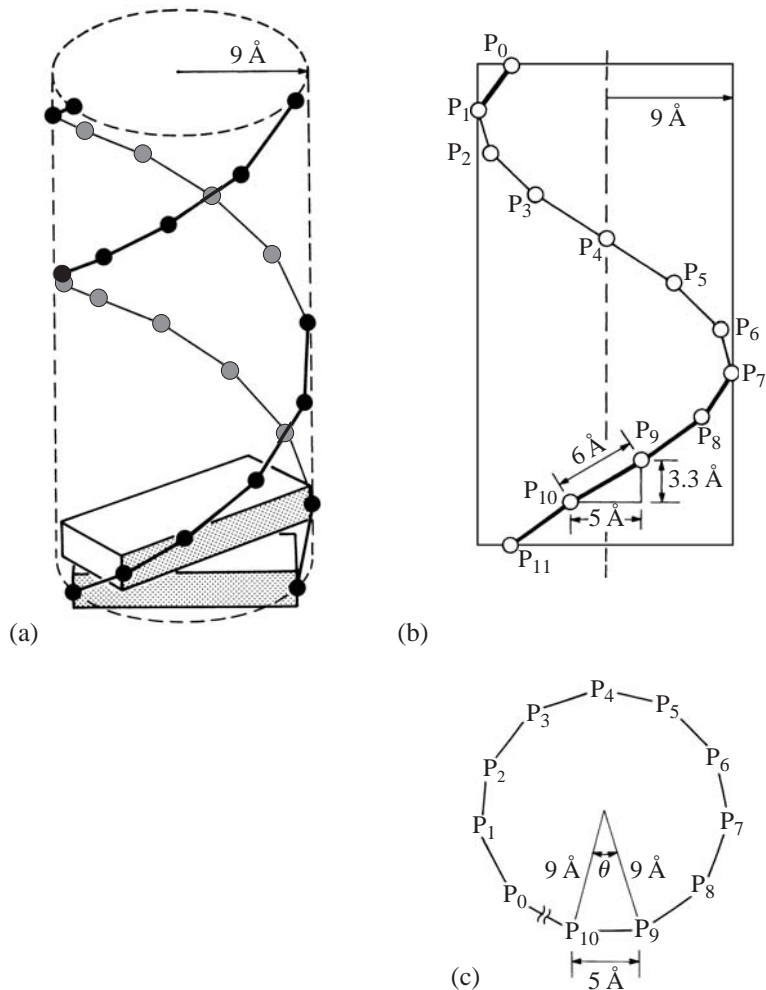 9 Å
(a)
P₀
P₁
9 Å
P₂
P₃
P₄
P₅
P₆
P₇
P₈
P₉
6 Å
3.3 Å
P₁₀
5 Å
P₁₁
(b)
P₄
P₃
P₅
P₂
P₆
P₁
P₇
9 Å
θ
9 Å
P₈
P₀
P₁₀
P₉
5 Å
(c)